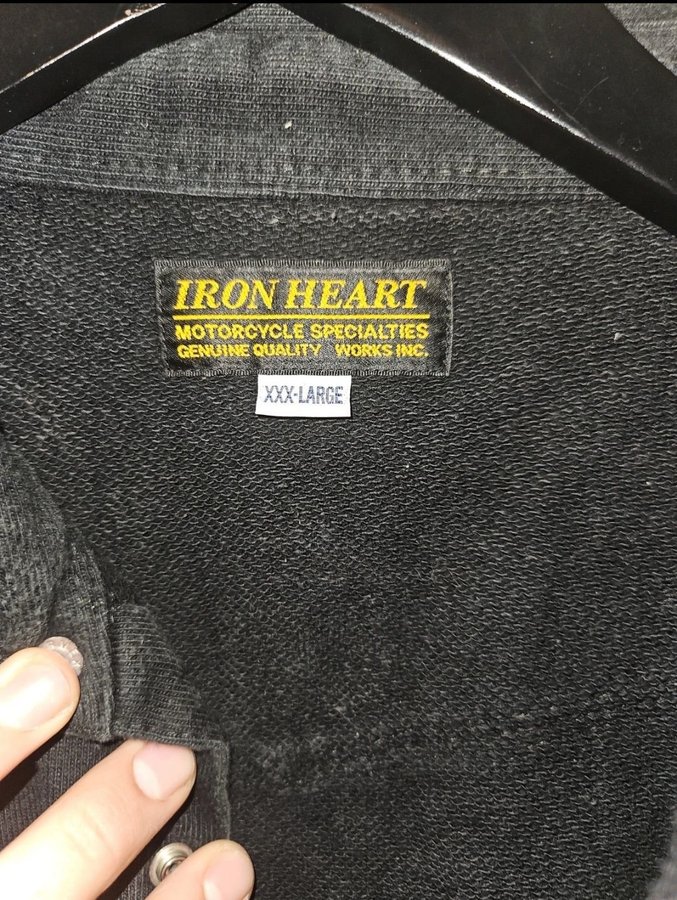 IRON HEART
MOTORCYCLE SPECIALTIES
GENUINE QUALITY WORKS INC.
XXX-LARGE